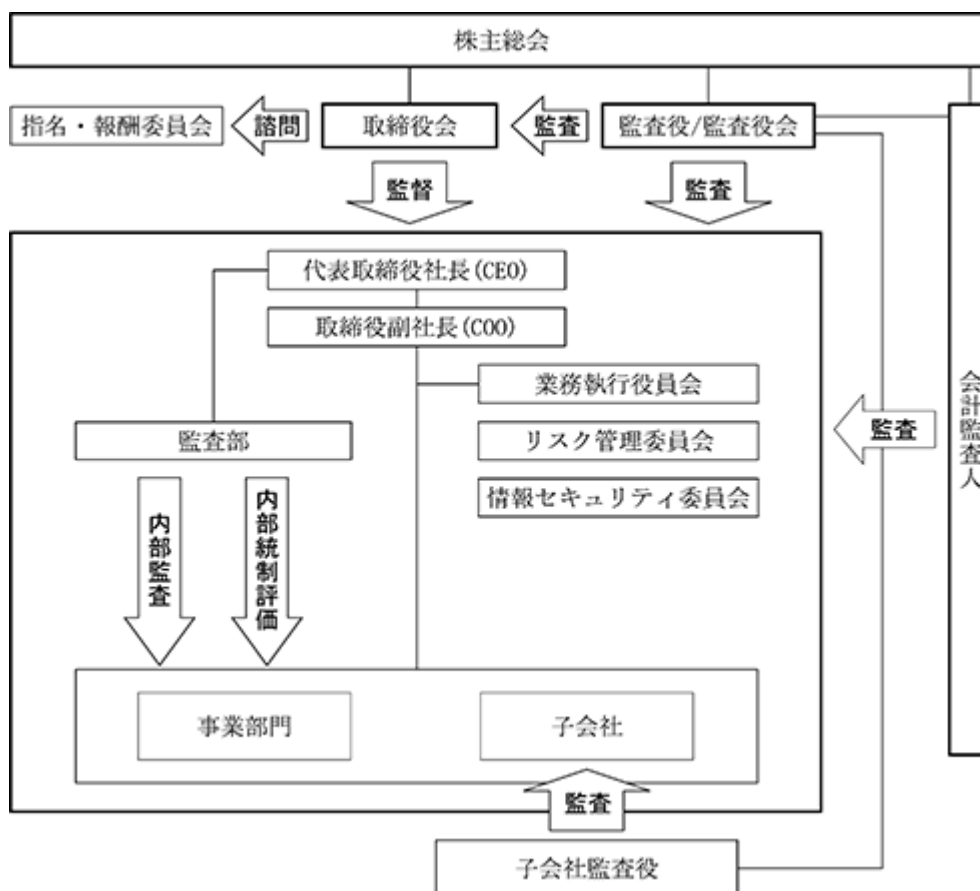 株主総会
指名・報酬委員会
諮問
取締役会
監査
監査役/監査役会
監督
監査
代表取締役社長(CEO)
取締役副社長(COO)
業務執行役員会
監査部
リスク管理委員会
情報セキュリティ委員会
監査
会計監査人
内部監査
内部統制評価
事業部門
子会社
監査
子会社監査役